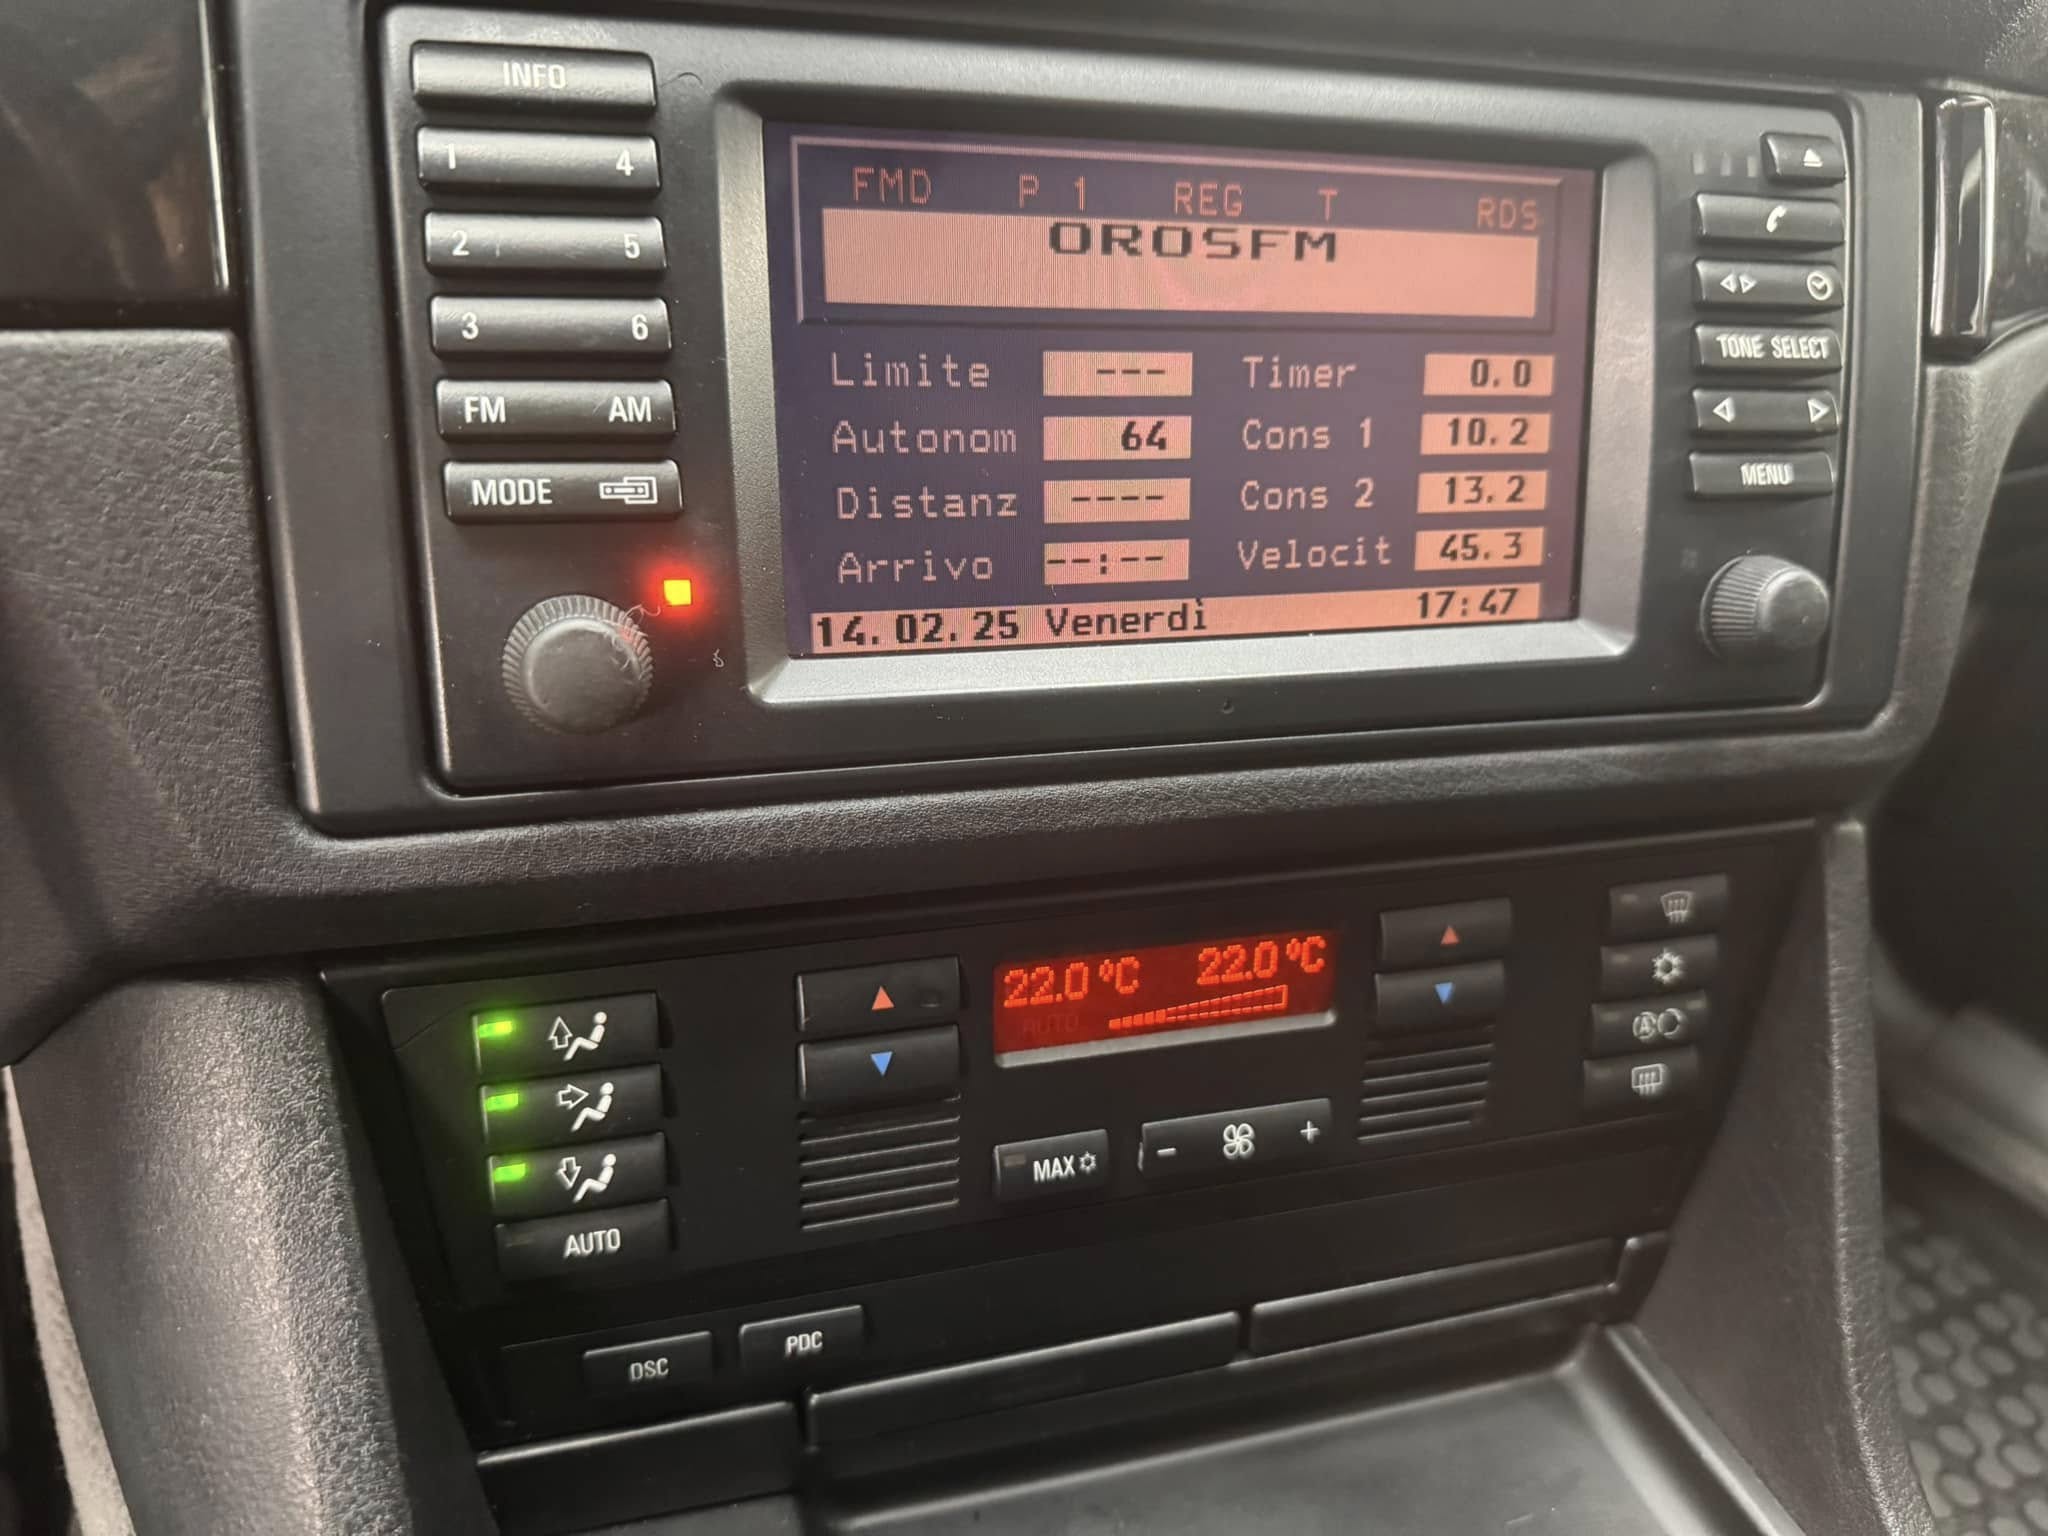 INFO
1 4
2 5
3 6
FM AM
MODE
FMD P 1 REG T RDS
OROSFM
Limite --- Timer 0.0
Autonom 64 Cons 1 10.2
Distanz ---- Cons 2 13.2
Arrivo --:-- Velocit 45.3
14.02.25 Venerdì 17:47
TONE SELECT
MENU
22.0 °C 22.0 °C
AUTO
MAX
- +
A
AUTO
DSC PDC